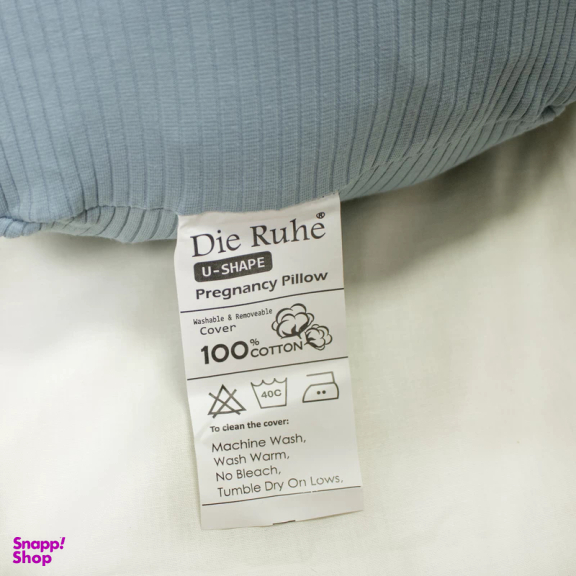 Die Ruhe®
U-SHAPE
Pregnancy Pillow
Washable & Removeable
Cover
100% COTTON
40C
To clean the cover:
Machine Wash,
Wash Warm,
No Bleach,
Tumble Dry On Lows.
Snapp!
Shop